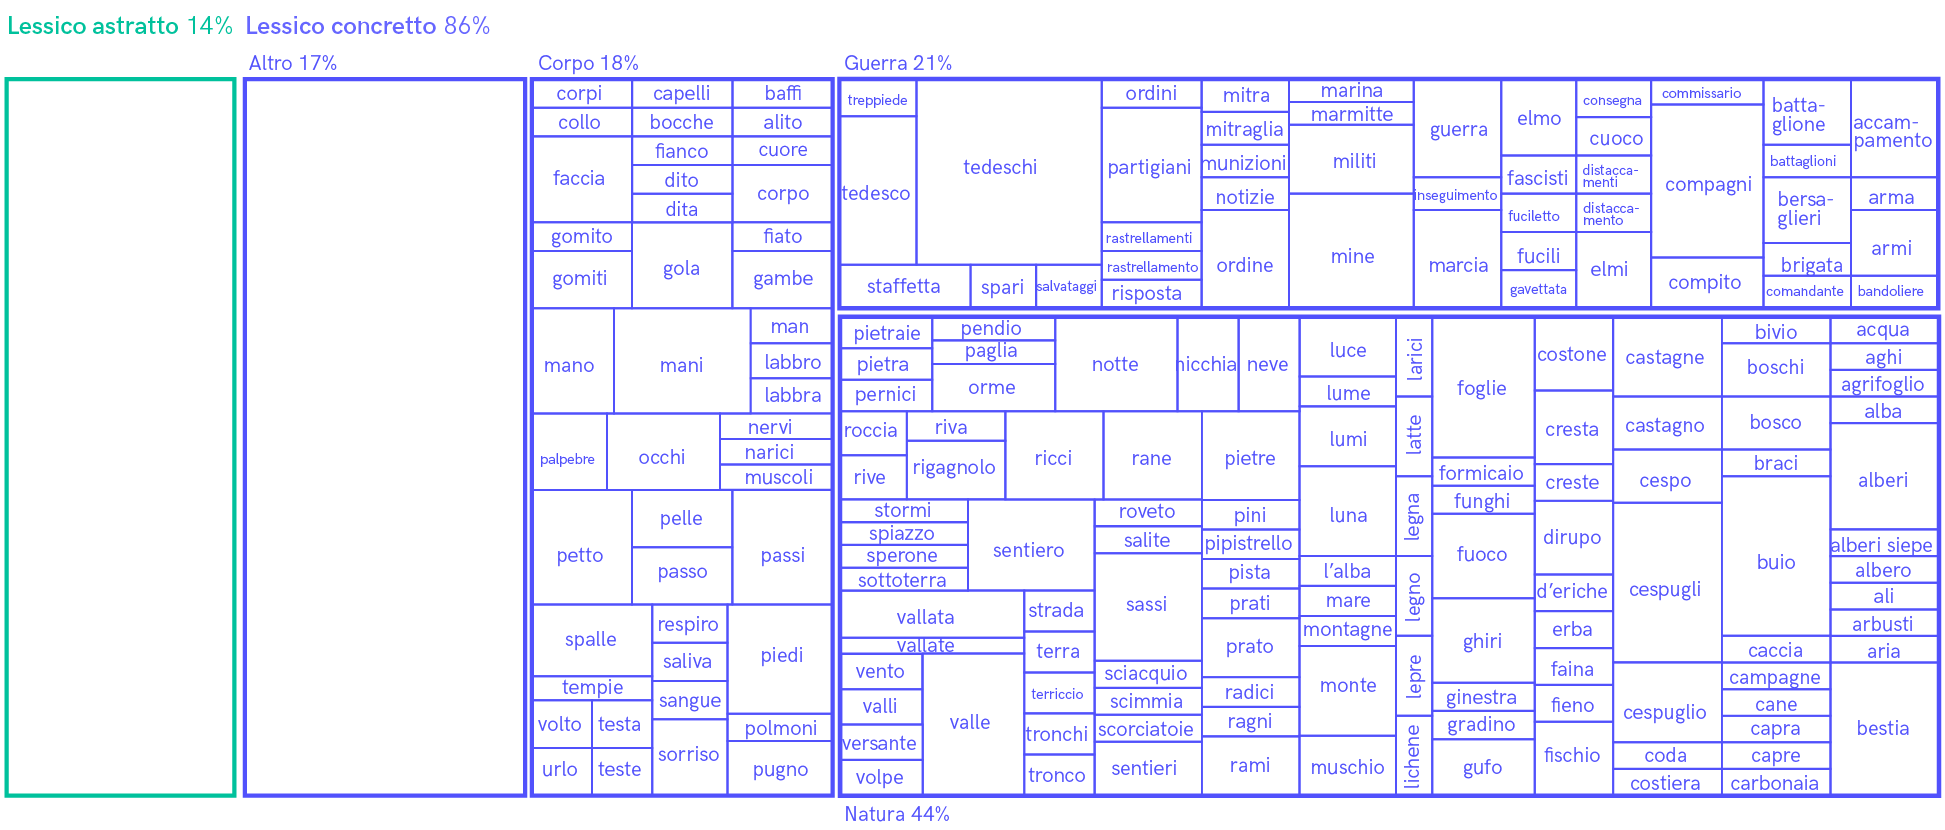 Lessico astratto 14%
Lessico concretto 86%
Altro 17%
Corpo 18%
corpi
capelli
baffi
collo
bocche
alito
faccia
fianco
cuore
dito
corpo
dita
gomito
gola
fiato
gomiti
gambe
mano
mani
man
labbro
labbra
palpebre
occhi
nervi
narici
muscoli
petto
pelle
passi
passo
spalle
respiro
piedi
saliva
tempie
sangue
volto
testa
sorriso
polmoni
urlo
teste
pugno
Guerra 21%
treppiede
tedesco
tedeschi
staffetta
spari
salvataggi
ordini
partigiani
rastrellamenti
rastrellamento
risposta
mitra
mitraglia
munizioni
notizie
ordine
marina
marmitte
militi
mine
guerra
inseguimento
marcia
elmo
fascisti
fuciletto
fucili
gavettata
consegna
cuoco
distacca-
menti
distacca-
mento
elmi
commissario
compagni
compito
batta-
glione
battaglioni
bersa-
glieri
brigata
comandante
accam-
pamento
arma
armi
bandoliere
pietraie
pietra
pernici
pendio
paglia
orme
notte
nicchia
neve
roccia
rive
riva
rigagnolo
ricci
rane
pietre
stormi
spiazzo
sperone
sottoterra
sentiero
roveto
salite
sassi
sciacquio
scimmia
scorciatoie
sentieri
pini
pipistrello
pista
prati
prato
radici
ragni
rami
vallata
vallate
vento
valli
versante
volpe
valle
strada
terra
terriccio
tronchi
tronco
luce
lume
lumi
luna
l’alba
mare
montagne
monte
muschio
larici
latte
legna
legno
lepre
lichene
foglie
formicaio
funghi
fuoco
ghiri
ginestra
gradino
gufo
costone
cresta
creste
dirupo
d’eriche
erba
faina
fieno
fischio
castagne
castagno
cespo
cespugli
cespuglio
coda
costiera
bivio
boschi
bosco
braci
buio
caccia
campagne
cane
capra
capre
carbonaia
acqua
aghi
agrifoglio
alba
alberi
alberi siepe
albero
ali
arbusti
aria
bestia
Natura 44%